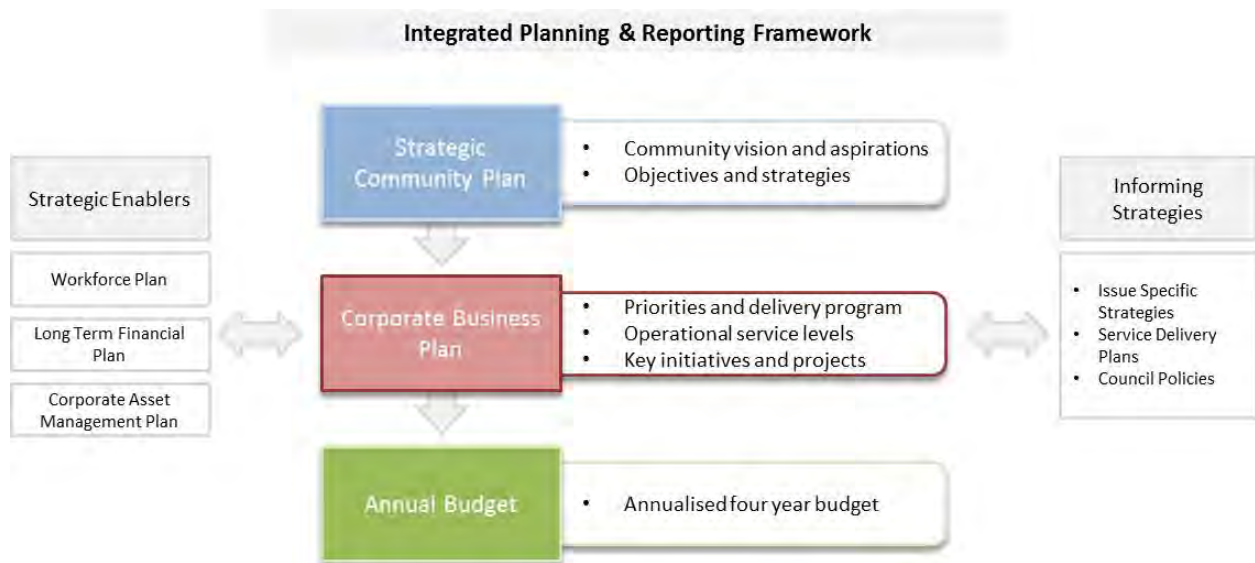 Integrated Planning & Reporting Framework
Strategic Enablers
Workforce Plan
Long Term Financial
Plan
Corporate Asset
Management Plan
Strategic
Community Plan
• Community vision and aspirations
• Objectives and strategies
Corporate Business
Plan
• Priorities and delivery program
• Operational service levels
• Key initiatives and projects
Annual Budget
• Annualised four year budget
Informing
Strategies
• Issue Specific
Strategies
• Service Delivery
Plans
• Council Policies